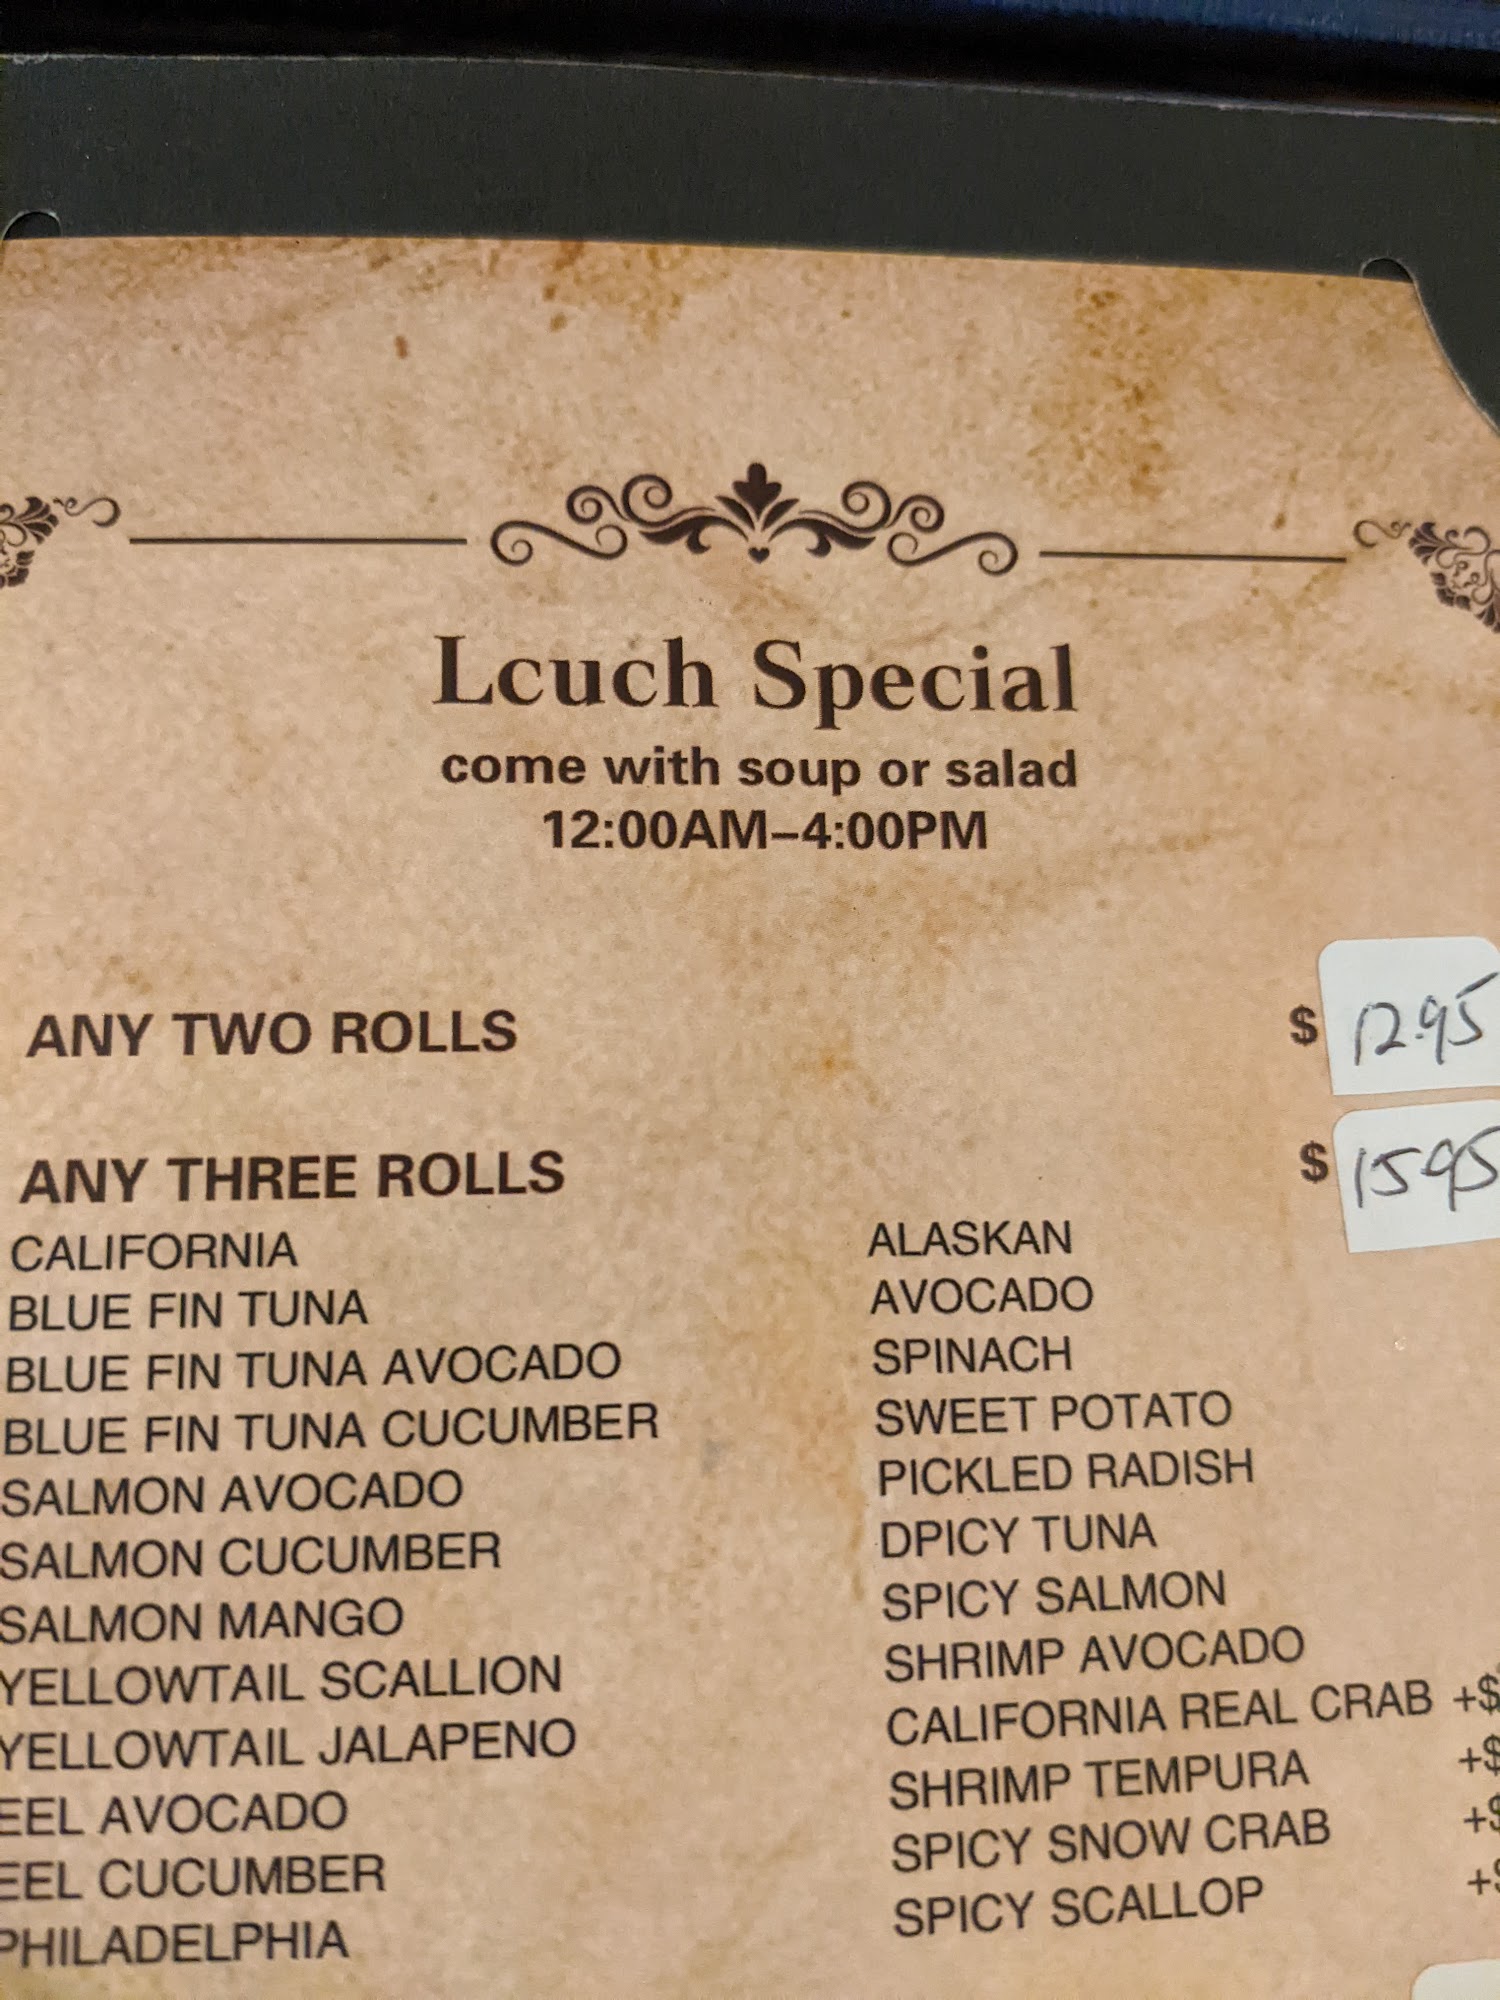 Lcuch Special
come with soup or salad
12:00AM–4:00PM
ANY TWO ROLLS $ 12.95
ANY THREE ROLLS $ 15.95
CALIFORNIA
BLUE FIN TUNA
BLUE FIN TUNA AVOCADO
BLUE FIN TUNA CUCUMBER
SALMON AVOCADO
SALMON CUCUMBER
SALMON MANGO
YELLOWTAIL SCALLION
YELLOWTAIL JALAPENO
EEL AVOCADO
EEL CUCUMBER
PHILADELPHIA
ALASKAN
AVOCADO
SPINACH
SWEET POTATO
PICKLED RADISH
DPICY TUNA
SPICY SALMON
SHRIMP AVOCADO
CALIFORNIA REAL CRAB +$
SHRIMP TEMPURA +$
SPICY SNOW CRAB +$
SPICY SCALLOP +$